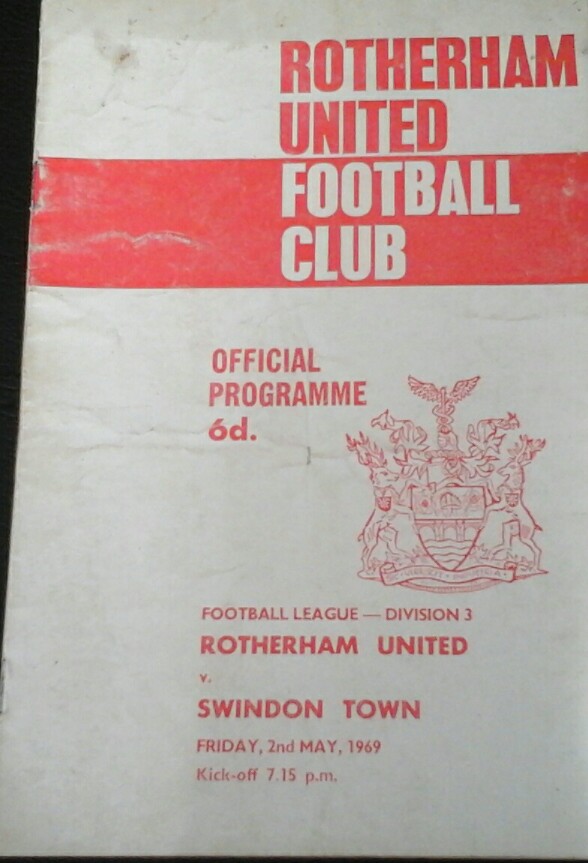 ROTHERHAM
UNITED
FOOTBALL
CLUB
OFFICIAL
PROGRAMME
6d.
FOOTBALL LEAGUE — DIVISION 3
ROTHERHAM UNITED
v.
SWINDON TOWN
FRIDAY, 2nd MAY, 1969
Kick-off 7.15 p.m.